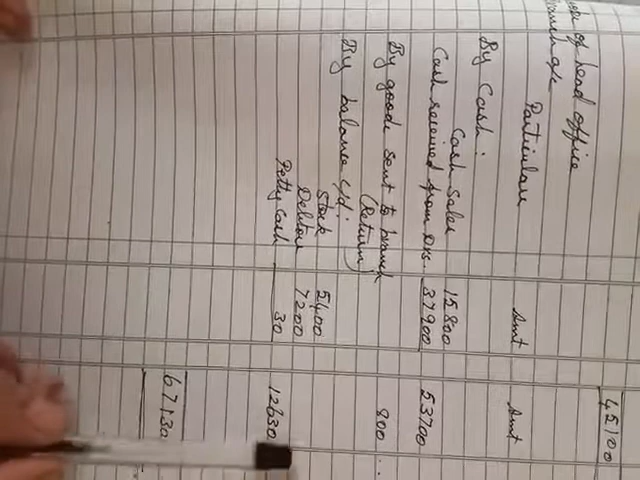 45100
of head office
Particulars Amt Amt
By Cash:
Cash Sales 15800
Cash received from Drs. 37900 53700
By goods sent to branch 800
(Return)
By balance c/d:
Stock 5400
Debtors 7200
Petty Cash 30 12630
67130